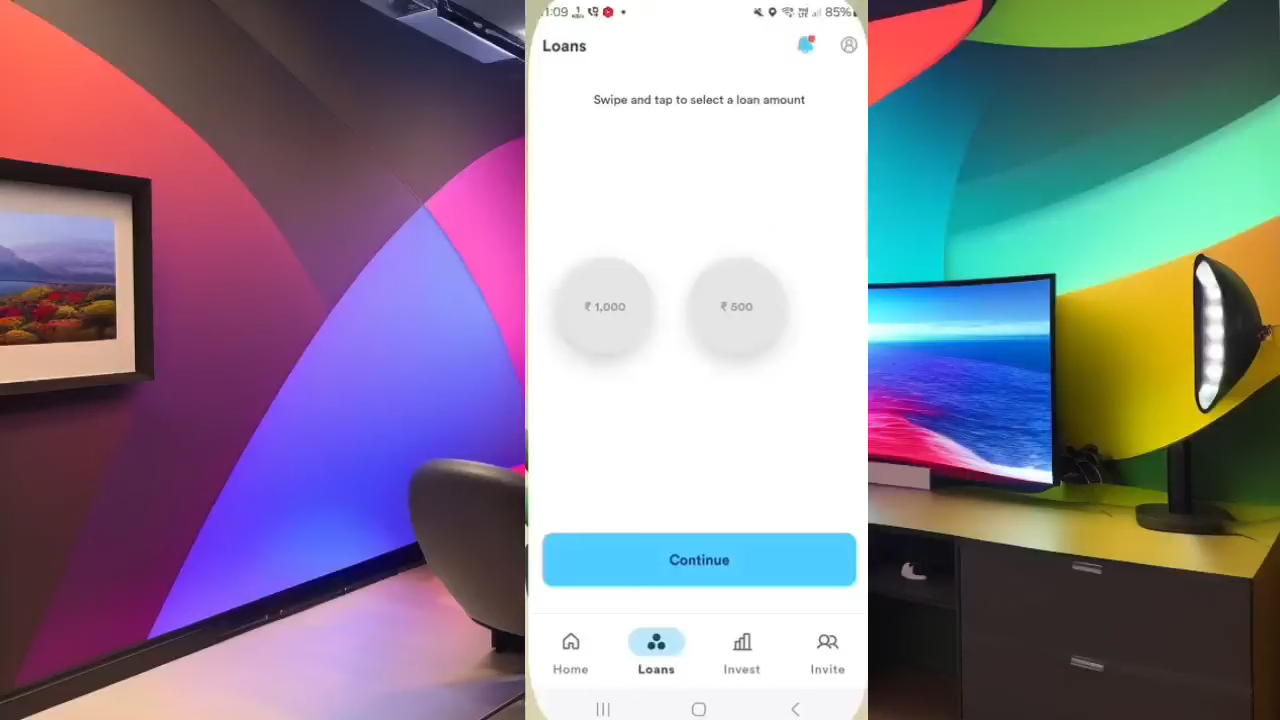 1:09 85%
Loans
Swipe and tap to select a loan amount
₹ 1,000 ₹ 500
Continue
Home Loans Invest Invite